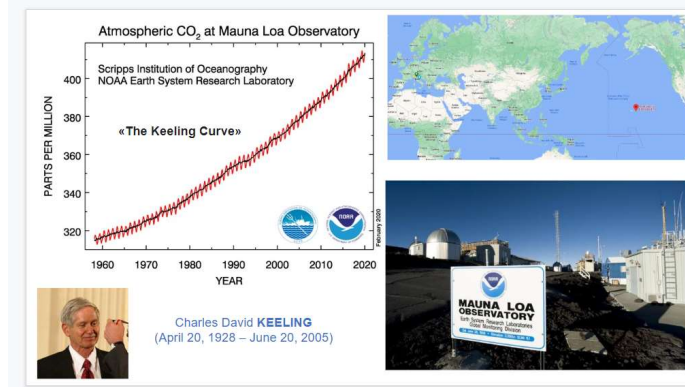 Atmospheric CO₂ at Mauna Loa Observatory
Scripps Institution of Oceanography
NOAA Earth System Research Laboratory
«The Keeling Curve»
PARTS PER MILLION
400
380
360
340
320
1960 1970 1980 1990 2000 2010 2020
YEAR
February 2020
NOAA
Charles David KEELING
(April 20, 1928 – June 20, 2005)
NOAA
MAUNA LOA
OBSERVATORY
Earth System Research Laboratories
Global Monitoring Division